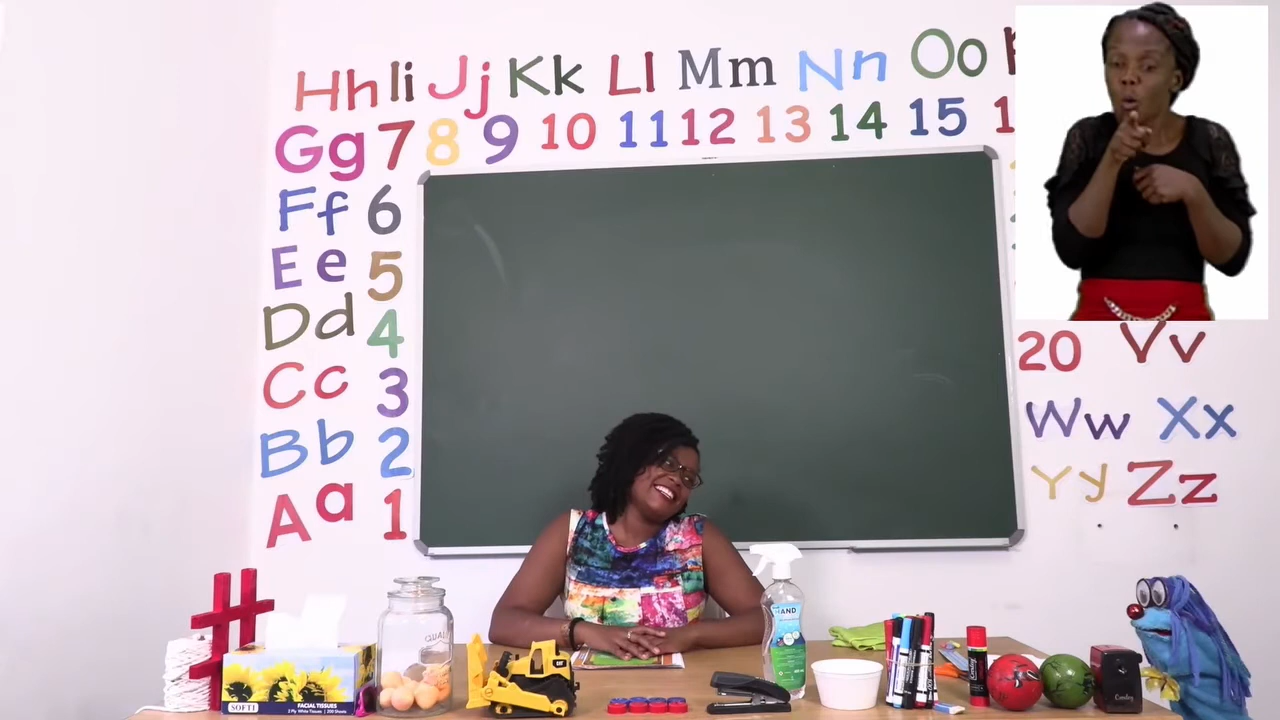 Hh Ii Jj Kk Ll Mm Nn Oo
Gg 7 8 9 10 11 12 13 14 15
Ff 6
Ee 5
Dd 4
Cc 3
Bb 2
Aa 1
20 Vv
Ww Xx
Yy Zz
SOFTI
FACIAL TISSUES
CAT
HAND